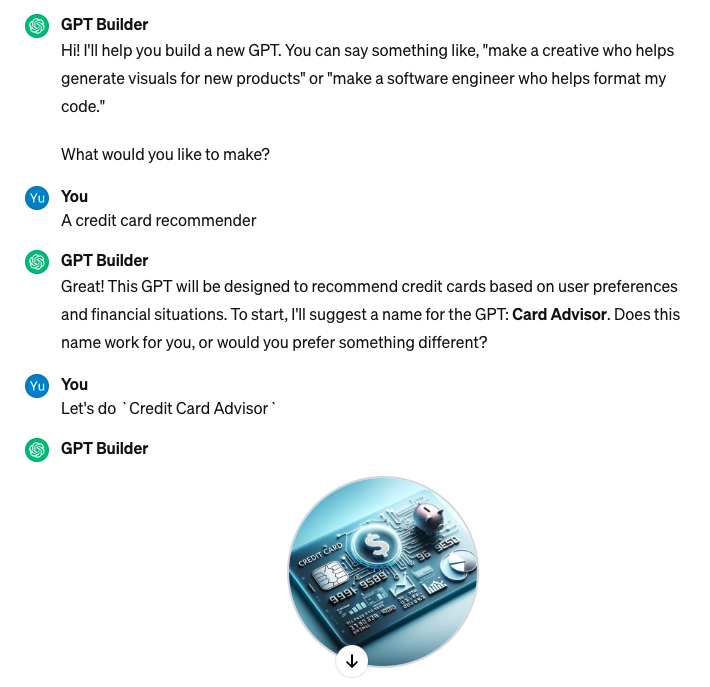 GPT Builder
Hi! I'll help you build a new GPT. You can say something like, "make a creative who helps
generate visuals for new products" or "make a software engineer who helps format my
code."
What would you like to make?
Yu
You
A credit card recommender
GPT Builder
Great! This GPT will be designed to recommend credit cards based on user preferences
and financial situations. To start, I'll suggest a name for the GPT: Card Advisor. Does this
name work for you, or would you prefer something different?
Yu
You
Let's do `Credit Card Advisor`
GPT Builder
CREDIT CARD
$